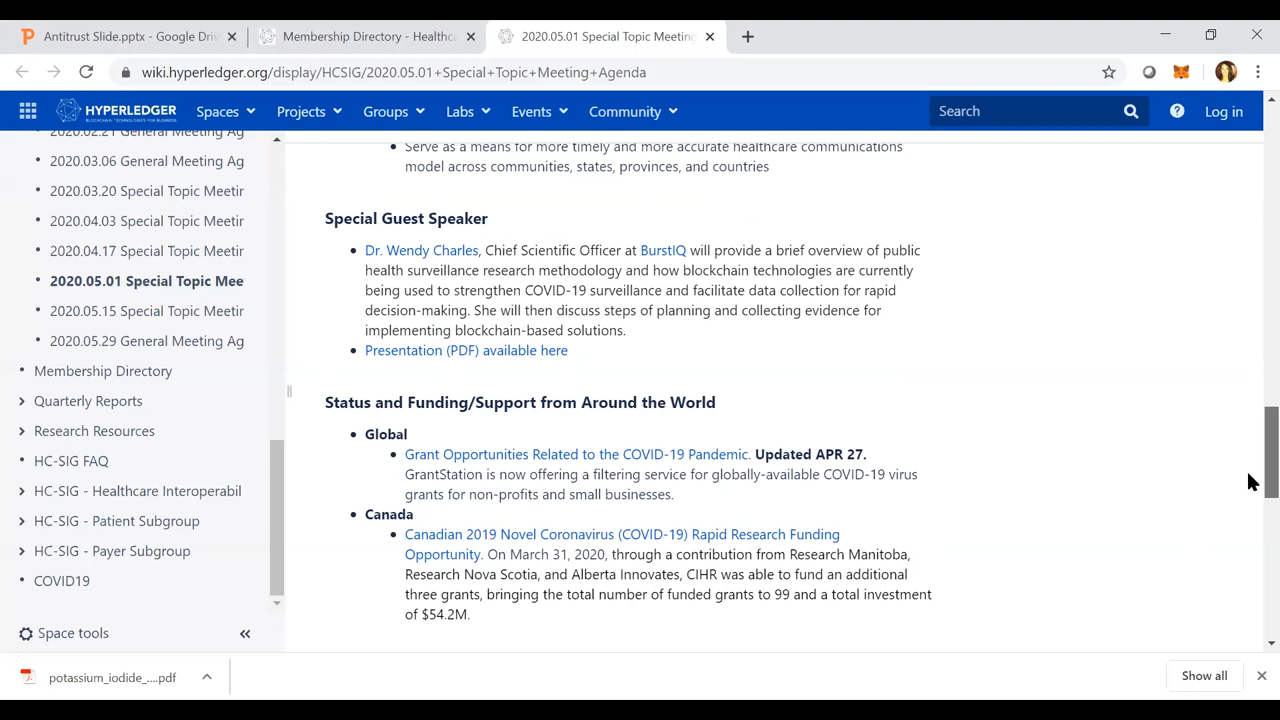 Antitrust Slide.pptx - Google Driv
Membership Directory - Healthca
2020.05.01 Special Topic Meeting
wiki.hyperledger.org/display/HCSIG/2020.05.01+Special+Topic+Meeting+Agenda
HYPERLEDGER
BLOCKCHAIN TECHNOLOGIES FOR BUSINESS
Spaces
Projects
Groups
Labs
Events
Community
Search
Log in
2020.02.21 General Meeting Ag
2020.03.06 General Meeting Ag
2020.03.20 Special Topic Meetir
2020.04.03 Special Topic Meetir
2020.04.17 Special Topic Meetir
2020.05.01 Special Topic Mee
2020.05.15 Special Topic Meetir
2020.05.29 General Meeting Ag
Membership Directory
Quarterly Reports
Research Resources
HC-SIG FAQ
HC-SIG - Healthcare Interoperabil
HC-SIG - Patient Subgroup
HC-SIG - Payer Subgroup
COVID19
Space tools
Serve as a means for more timely and more accurate healthcare communications
model across communities, states, provinces, and countries
Special Guest Speaker
Dr. Wendy Charles, Chief Scientific Officer at BurstIQ will provide a brief overview of public
health surveillance research methodology and how blockchain technologies are currently
being used to strengthen COVID-19 surveillance and facilitate data collection for rapid
decision-making. She will then discuss steps of planning and collecting evidence for
implementing blockchain-based solutions.
Presentation (PDF) available here
Status and Funding/Support from Around the World
Global
Grant Opportunities Related to the COVID-19 Pandemic. Updated APR 27.
GrantStation is now offering a filtering service for globally-available COVID-19 virus
grants for non-profits and small businesses.
Canada
Canadian 2019 Novel Coronavirus (COVID-19) Rapid Research Funding
Opportunity. On March 31, 2020, through a contribution from Research Manitoba,
Research Nova Scotia, and Alberta Innovates, CIHR was able to fund an additional
three grants, bringing the total number of funded grants to 99 and a total investment
of $54.2M.
potassium_iodide_....pdf
Show all